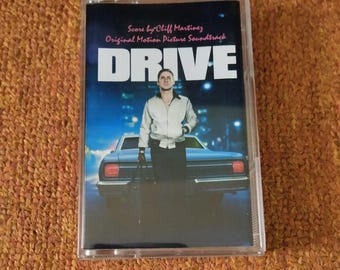 Score by Cliff Martinez
Original Motion Picture Soundtrack
DRIVE